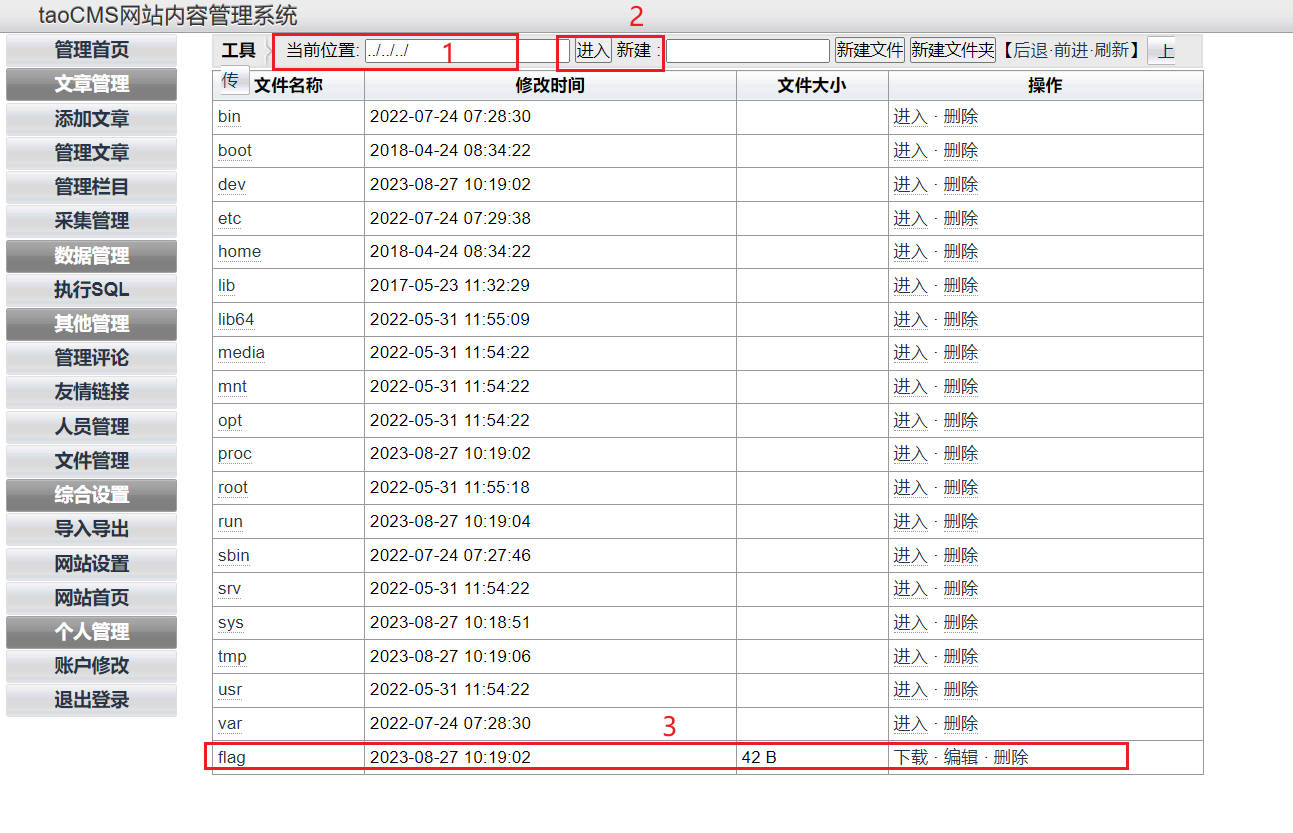 taoCMS网站内容管理系统
2
管理首页
文章管理
添加文章
管理文章
管理栏目
采集管理
数据管理
执行SQL
其他管理
管理评论
友情链接
人员管理
文件管理
综合设置
导入导出
网站设置
网站首页
个人管理
账户修改
退出登录
工具 当前位置: ../../../ 1 进入 新建 : 新建文件 新建文件夹 【后退·前进·刷新】 上
传 文件名称 修改时间 文件大小 操作
bin 2022-07-24 07:28:30 进入 · 删除
boot 2018-04-24 08:34:22 进入 · 删除
dev 2023-08-27 10:19:02 进入 · 删除
etc 2022-07-24 07:29:38 进入 · 删除
home 2018-04-24 08:34:22 进入 · 删除
lib 2017-05-23 11:32:29 进入 · 删除
lib64 2022-05-31 11:55:09 进入 · 删除
media 2022-05-31 11:54:22 进入 · 删除
mnt 2022-05-31 11:54:22 进入 · 删除
opt 2022-05-31 11:54:22 进入 · 删除
proc 2023-08-27 10:19:02 进入 · 删除
root 2022-05-31 11:55:18 进入 · 删除
run 2023-08-27 10:19:04 进入 · 删除
sbin 2022-07-24 07:27:46 进入 · 删除
srv 2022-05-31 11:54:22 进入 · 删除
sys 2023-08-27 10:18:51 进入 · 删除
tmp 2023-08-27 10:19:06 进入 · 删除
usr 2022-05-31 11:54:22 进入 · 删除
var 2022-07-24 07:28:30 进入 · 删除
3
flag 2023-08-27 10:19:02 42 B 下载 · 编辑 · 删除